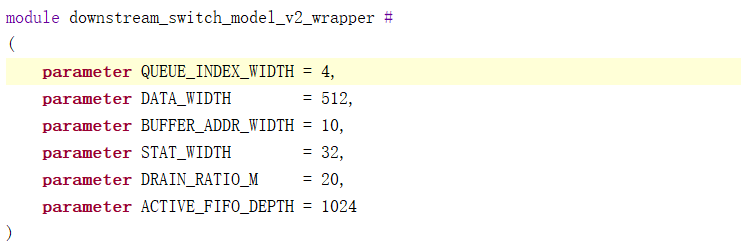 module downstream_switch_model_v2_wrapper #
(
    parameter QUEUE_INDEX_WIDTH = 4,
    parameter DATA_WIDTH        = 512,
    parameter BUFFER_ADDR_WIDTH = 10,
    parameter STAT_WIDTH        = 32,
    parameter DRAIN_RATIO_M     = 20,
    parameter ACTIVE_FIFO_DEPTH = 1024
)